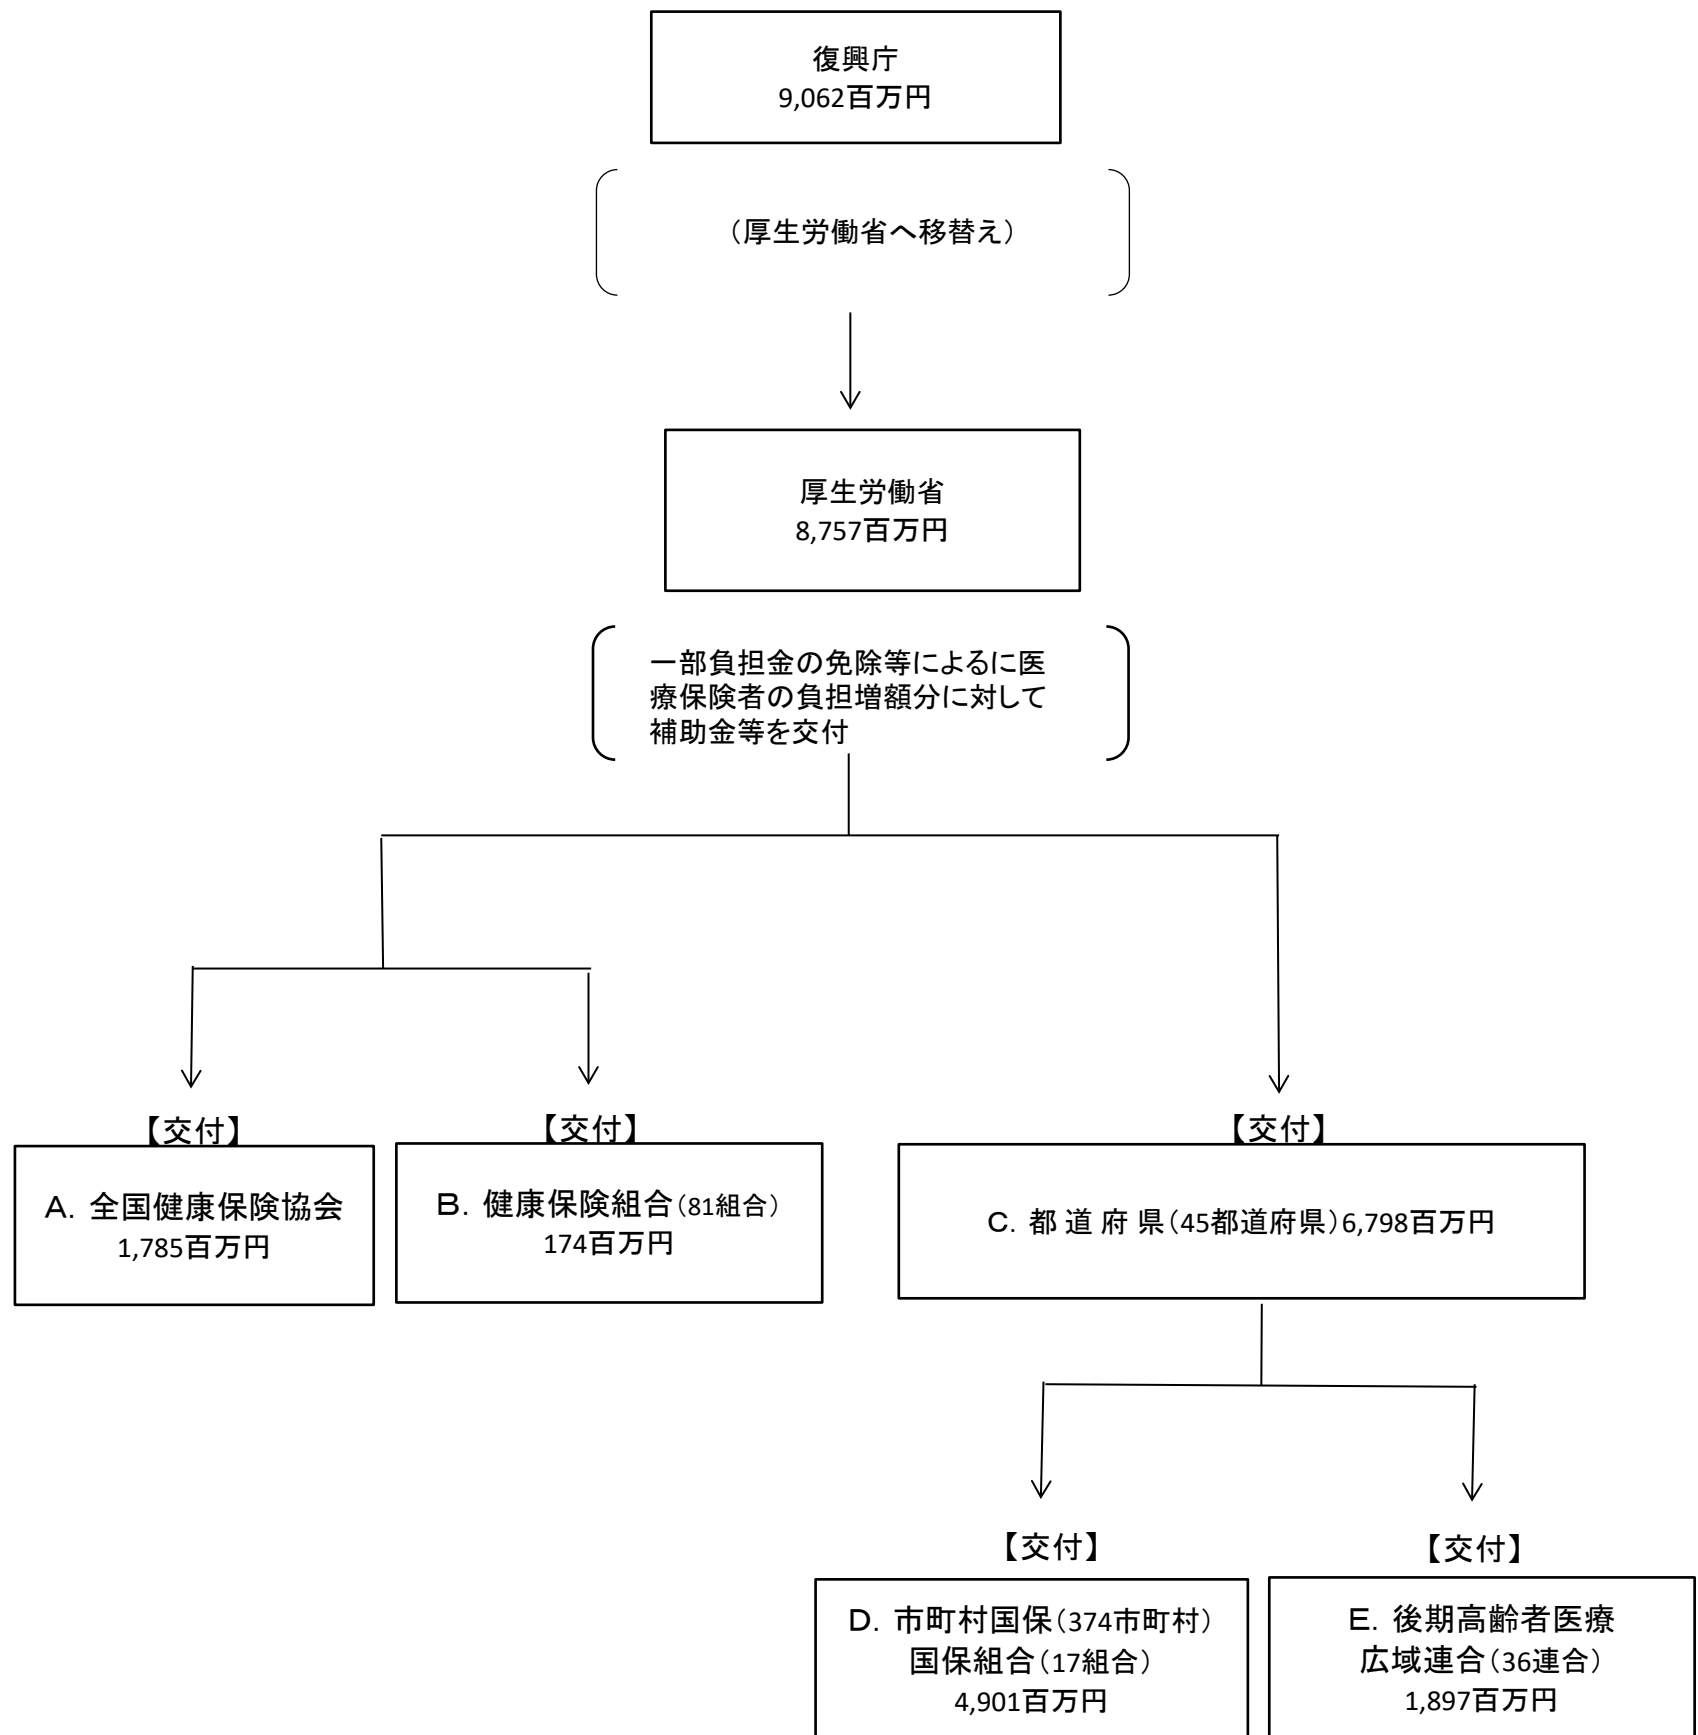 復興庁
9,062百万円
（厚生労働省へ移替え）
厚生労働省
8,757百万円
一部負担金の免除等によるに医
療保険者の負担増額分に対して
補助金等を交付
【交付】
A．全国健康保険協会
1,785百万円
【交付】
B．健康保険組合（81組合）
174百万円
【交付】
C．都 道 府 県（45都道府県）6,798百万円
【交付】
D．市町村国保（374市町村）
国保組合（17組合）
4,901百万円
【交付】
E．後期高齢者医療
広域連合（36連合）
1,897百万円